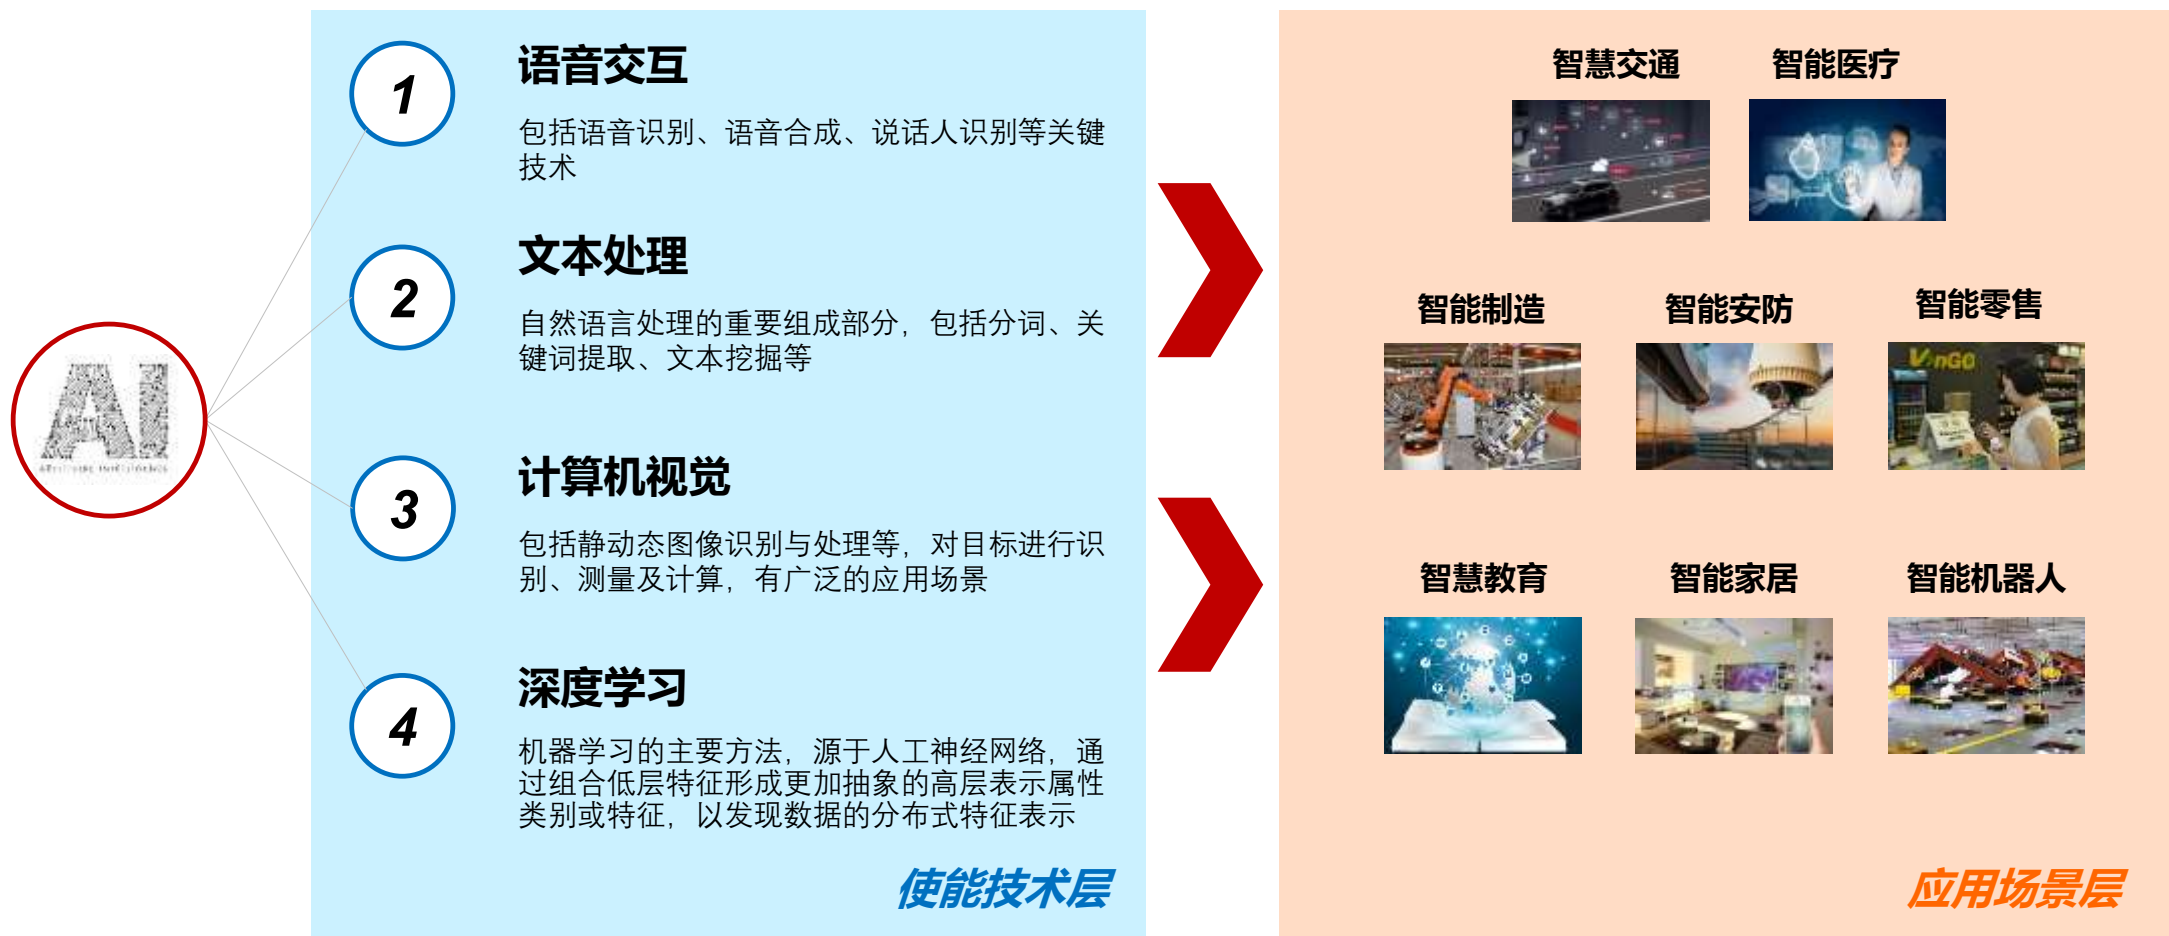 AI
1
语音交互
包括语音识别、语音合成、说话人识别等关键
技术
2
文本处理
自然语言处理的重要组成部分，包括分词、关
键词提取、文本挖掘等
3
计算机视觉
包括静动态图像识别与处理等，对目标进行识
别、测量及计算，有广泛的应用场景
4
深度学习
机器学习的主要方法，源于人工神经网络，通
过组合低层特征形成更加抽象的高层表示属性
类别或特征，以发现数据的分布式特征表示
使能技术层
智慧交通
智能医疗
智能制造
智能安防
智能零售
智慧教育
智能家居
智能机器人
应用场景层